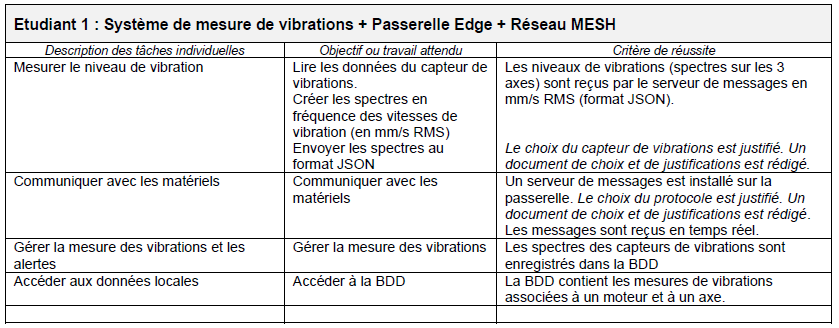 Etudiant 1 : Système de mesure de vibrations + Passerelle Edge + Réseau MESH
Description des tâches individuelles
Objectif ou travail attendu
Critère de réussite
Mesurer le niveau de vibration
Lire les données du capteur de
vibrations.
Créer les spectres en
fréquence des vitesses de
vibration (en mm/s RMS)
Envoyer les spectres au
format JSON
Les niveaux de vibrations (spectres sur les 3
axes) sont reçus par le serveur de messages en
mm/s RMS (format JSON).
Le choix du capteur de vibrations est justifié. Un
document de choix et de justifications est rédigé.
Communiquer avec les matériels
Communiquer avec les
matériels
Un serveur de messages est installé sur la
passerelle. Le choix du protocole est justifié. Un
document de choix et de justifications est rédigé.
Les messages sont reçus en temps réel.
Gérer la mesure des vibrations et les
alertes
Gérer la mesure des vibrations
Les spectres des capteurs de vibrations sont
enregistrés dans la BDD
Accéder aux données locales
Accéder à la BDD
La BDD contient les mesures de vibrations
associées à un moteur et à un axe.